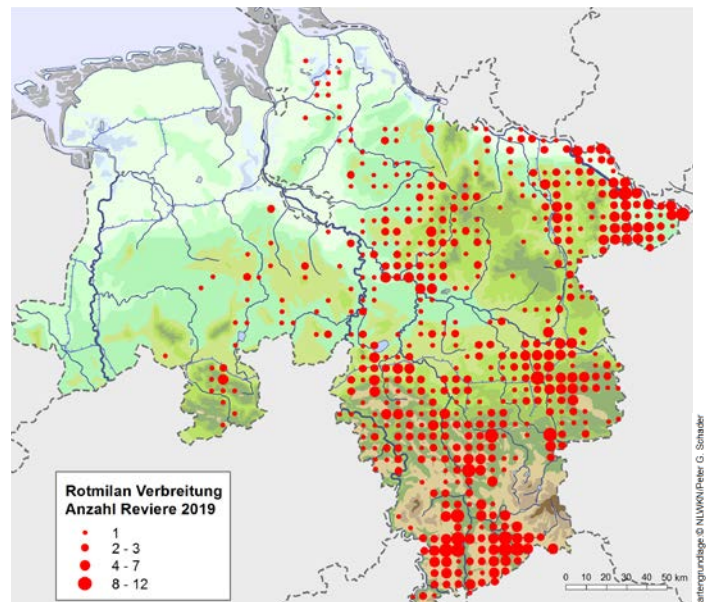 Rotmilan Verbreitung
Anzahl Reviere 2019
1
2 - 3
4 - 7
8 - 12
0 10 20 30 40 50 km
artengrundlage © NLWKN/Peter G. Schader